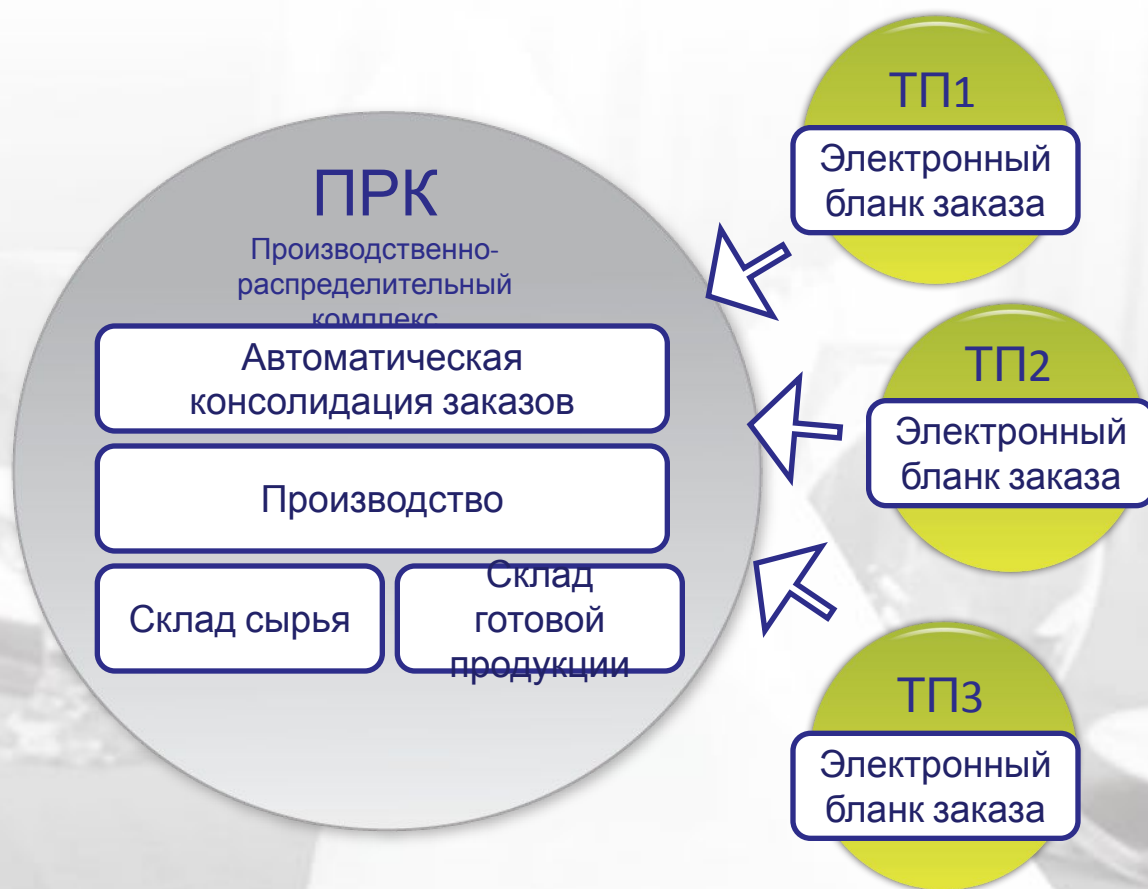 ПРК
Производственно-
распределительный
комплекс
Автоматическая
консолидация заказов
Производство
Склад сырья
Склад
готовой
продукции
ТП1
Электронный
бланк заказа
ТП2
Электронный
бланк заказа
ТП3
Электронный
бланк заказа